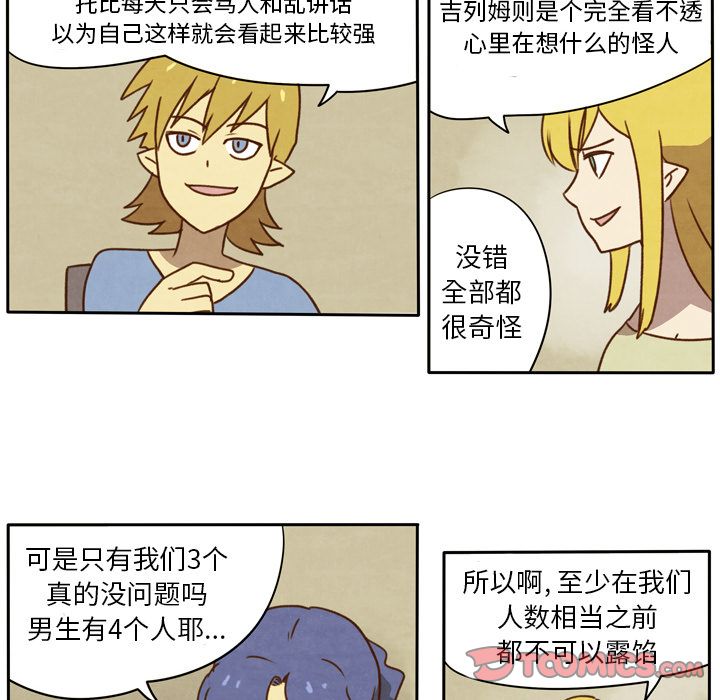 托比每天只会骂人和乱讲话
以为自己这样就会看起来比较强
吉列姆则是个完全看不透
心里在想什么的怪人
没错
全部都
很奇怪
可是只有我们3个
真的没问题吗
男生有4个人耶...
所以啊, 至少在我们
人数相当之前
都不可以露馅
DTCOMICS.COM